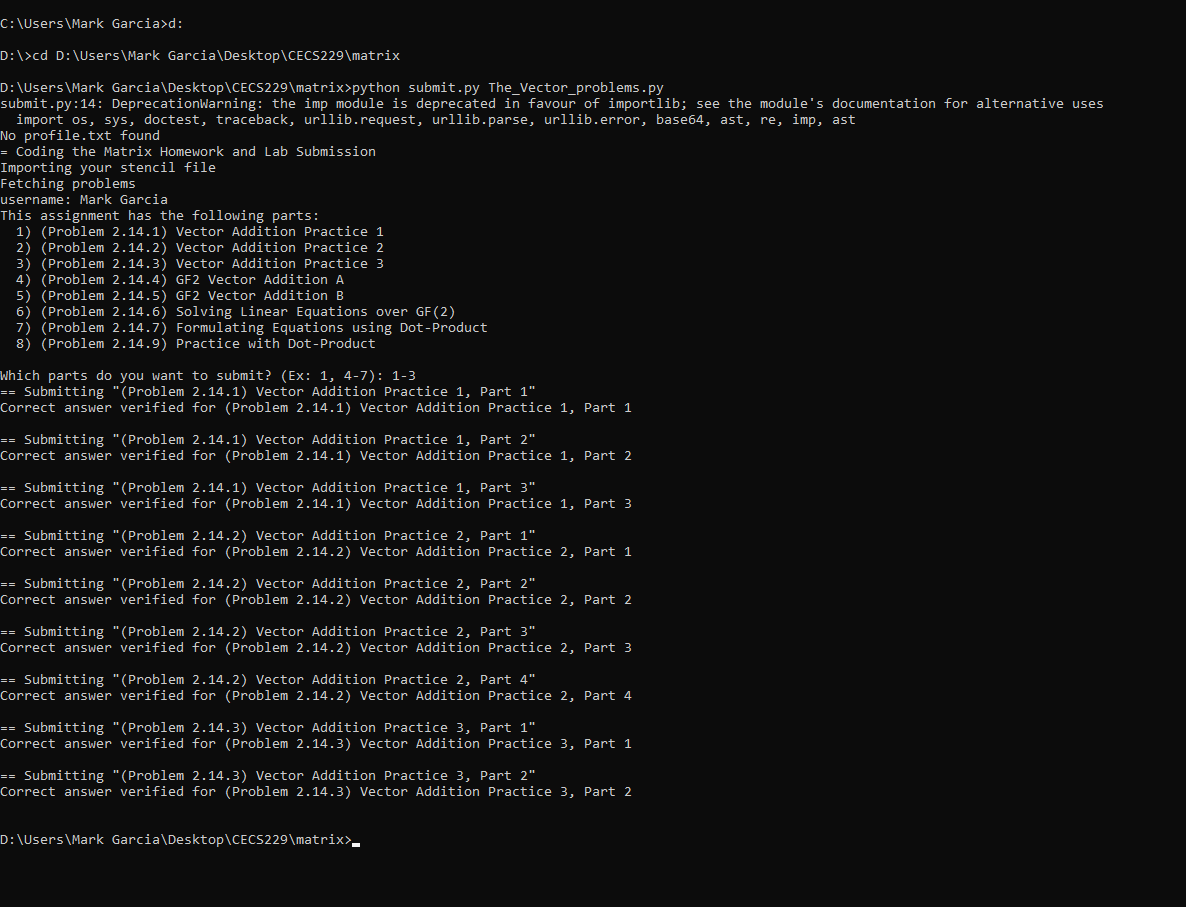 C:\Users\Mark Garcia>d:
D:\>cd D:\Users\Mark Garcia\Desktop\CECS229\matrix
D:\Users\Mark Garcia\Desktop\CECS229\matrix>python submit.py The_Vector_problems.py
submit.py:14: DeprecationWarning: the imp module is deprecated in favour of importlib; see the module's documentation for alternative uses
  import os, sys, doctest, traceback, urllib.request, urllib.parse, urllib.error, base64, ast, re, imp, ast
No profile.txt found
= Coding the Matrix Homework and Lab Submission
Importing your stencil file
Fetching problems
username: Mark Garcia
This assignment has the following parts:
  1) (Problem 2.14.1) Vector Addition Practice 1
  2) (Problem 2.14.2) Vector Addition Practice 2
  3) (Problem 2.14.3) Vector Addition Practice 3
  4) (Problem 2.14.4) GF2 Vector Addition A
  5) (Problem 2.14.5) GF2 Vector Addition B
  6) (Problem 2.14.6) Solving Linear Equations over GF(2)
  7) (Problem 2.14.7) Formulating Equations using Dot-Product
  8) (Problem 2.14.9) Practice with Dot-Product
Which parts do you want to submit? (Ex: 1, 4-7): 1-3
== Submitting "(Problem 2.14.1) Vector Addition Practice 1, Part 1"
Correct answer verified for (Problem 2.14.1) Vector Addition Practice 1, Part 1
== Submitting "(Problem 2.14.1) Vector Addition Practice 1, Part 2"
Correct answer verified for (Problem 2.14.1) Vector Addition Practice 1, Part 2
== Submitting "(Problem 2.14.1) Vector Addition Practice 1, Part 3"
Correct answer verified for (Problem 2.14.1) Vector Addition Practice 1, Part 3
== Submitting "(Problem 2.14.2) Vector Addition Practice 2, Part 1"
Correct answer verified for (Problem 2.14.2) Vector Addition Practice 2, Part 1
== Submitting "(Problem 2.14.2) Vector Addition Practice 2, Part 2"
Correct answer verified for (Problem 2.14.2) Vector Addition Practice 2, Part 2
== Submitting "(Problem 2.14.2) Vector Addition Practice 2, Part 3"
Correct answer verified for (Problem 2.14.2) Vector Addition Practice 2, Part 3
== Submitting "(Problem 2.14.2) Vector Addition Practice 2, Part 4"
Correct answer verified for (Problem 2.14.2) Vector Addition Practice 2, Part 4
== Submitting "(Problem 2.14.3) Vector Addition Practice 3, Part 1"
Correct answer verified for (Problem 2.14.3) Vector Addition Practice 3, Part 1
== Submitting "(Problem 2.14.3) Vector Addition Practice 3, Part 2"
Correct answer verified for (Problem 2.14.3) Vector Addition Practice 3, Part 2
D:\Users\Mark Garcia\Desktop\CECS229\matrix>